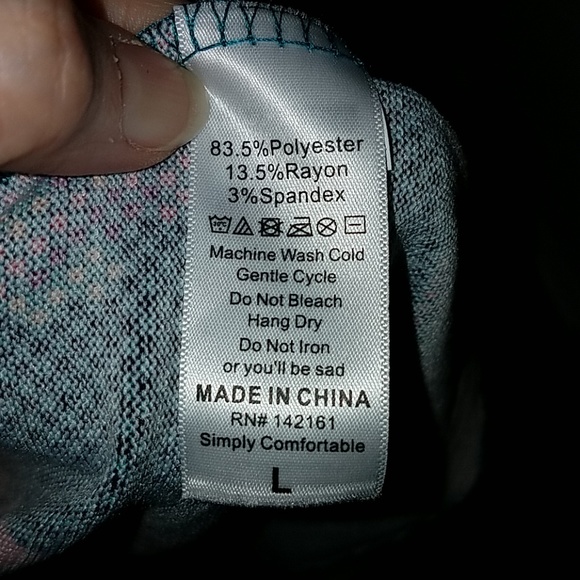 83.5%Polyester
13.5%Rayon
3%Spandex
Machine Wash Cold
Gentle Cycle
Do Not Bleach
Hang Dry
Do Not Iron
or you'll be sad
MADE IN CHINA
RN# 142161
Simply Comfortable
L